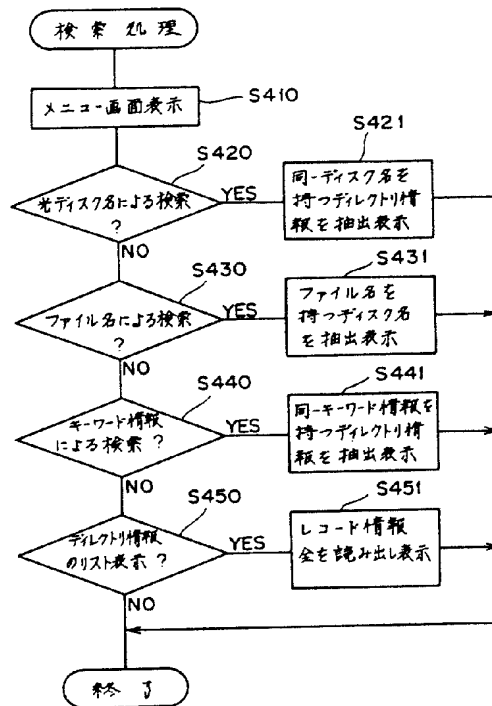 検索処理
メニュー画面表示
S410
S420
光ディスク名による検索
?
YES
NO
S421
同一ディスク名を
持つディレクトリ情
報を抽出表示
S430
ファイル名による検索
?
YES
NO
S431
ファイル名を
持つディスク名
を抽出表示
S440
キーワード情報
による検索?
YES
NO
S441
同一キーワード情報を
持つディレクトリ情
報を抽出表示
S450
ディレクトリ情報
のリスト表示?
YES
NO
S451
レコード情報
全を読み出し表示
終了